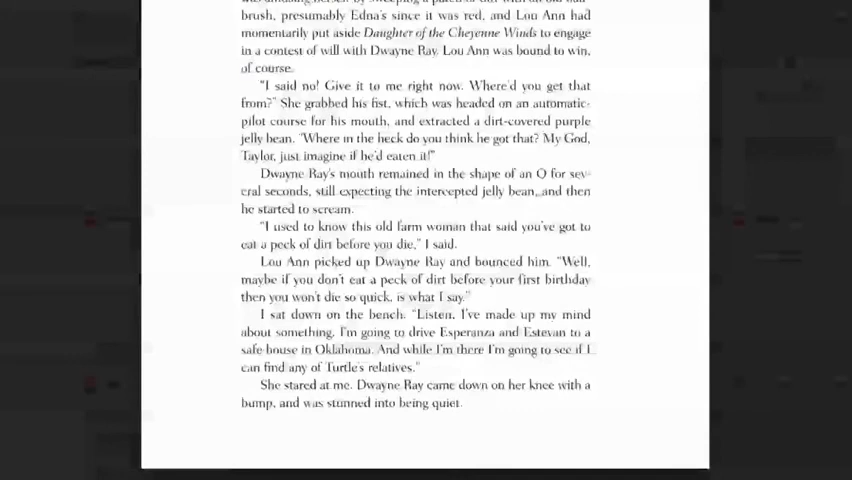 brush, presumably Edna's since it was red, and Lou Ann had
momentarily put aside Daughter of the Cheyenne Winds to engage
in a contest of will with Dwayne Ray. Lou Ann was bound to win,
of course.
"I said no! Give it to me right now. Where'd you get that
from?" She grabbed his fist, which was headed on an automatic-
pilot course for his mouth, and extracted a dirt-covered purple
jelly bean. "Where in the heck do you think he got that? My God,
Taylor, just imagine if he'd eaten it!"
Dwayne Ray's mouth remained in the shape of an O for sev-
eral seconds, still expecting the intercepted jelly bean, and then
he started to scream.
"I used to know this old farm woman that said you've got to
eat a peck of dirt before you die," I said.
Lou Ann picked up Dwayne Ray and bounced him. "Well,
maybe if you don't eat a peck of dirt before your first birthday
then you won't die so quick, is what I say."
I sat down on the bench. "Listen, I've made up my mind
about something. I'm going to drive Esperanza and Estevan to a
safe house in Oklahoma. And while I'm there I'm going to see if I
can find any of Turtle's relatives."
She stared at me. Dwayne Ray came down on her knee with a
bump, and was stunned into being quiet.